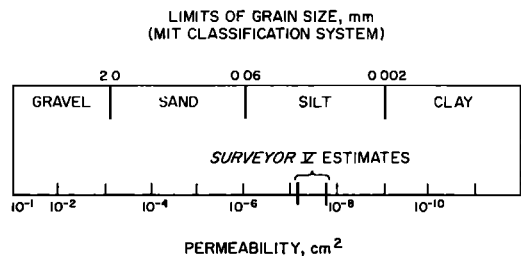 LIMITS OF GRAIN SIZE, mm
(MIT CLASSIFICATION SYSTEM)
2 0 0 06 0 002
GRAVEL SAND SILT CLAY
SURVEYOR V ESTIMATES
10-1 10-2 10-4 10-6 10-8 10-10
PERMEABILITY, cm2